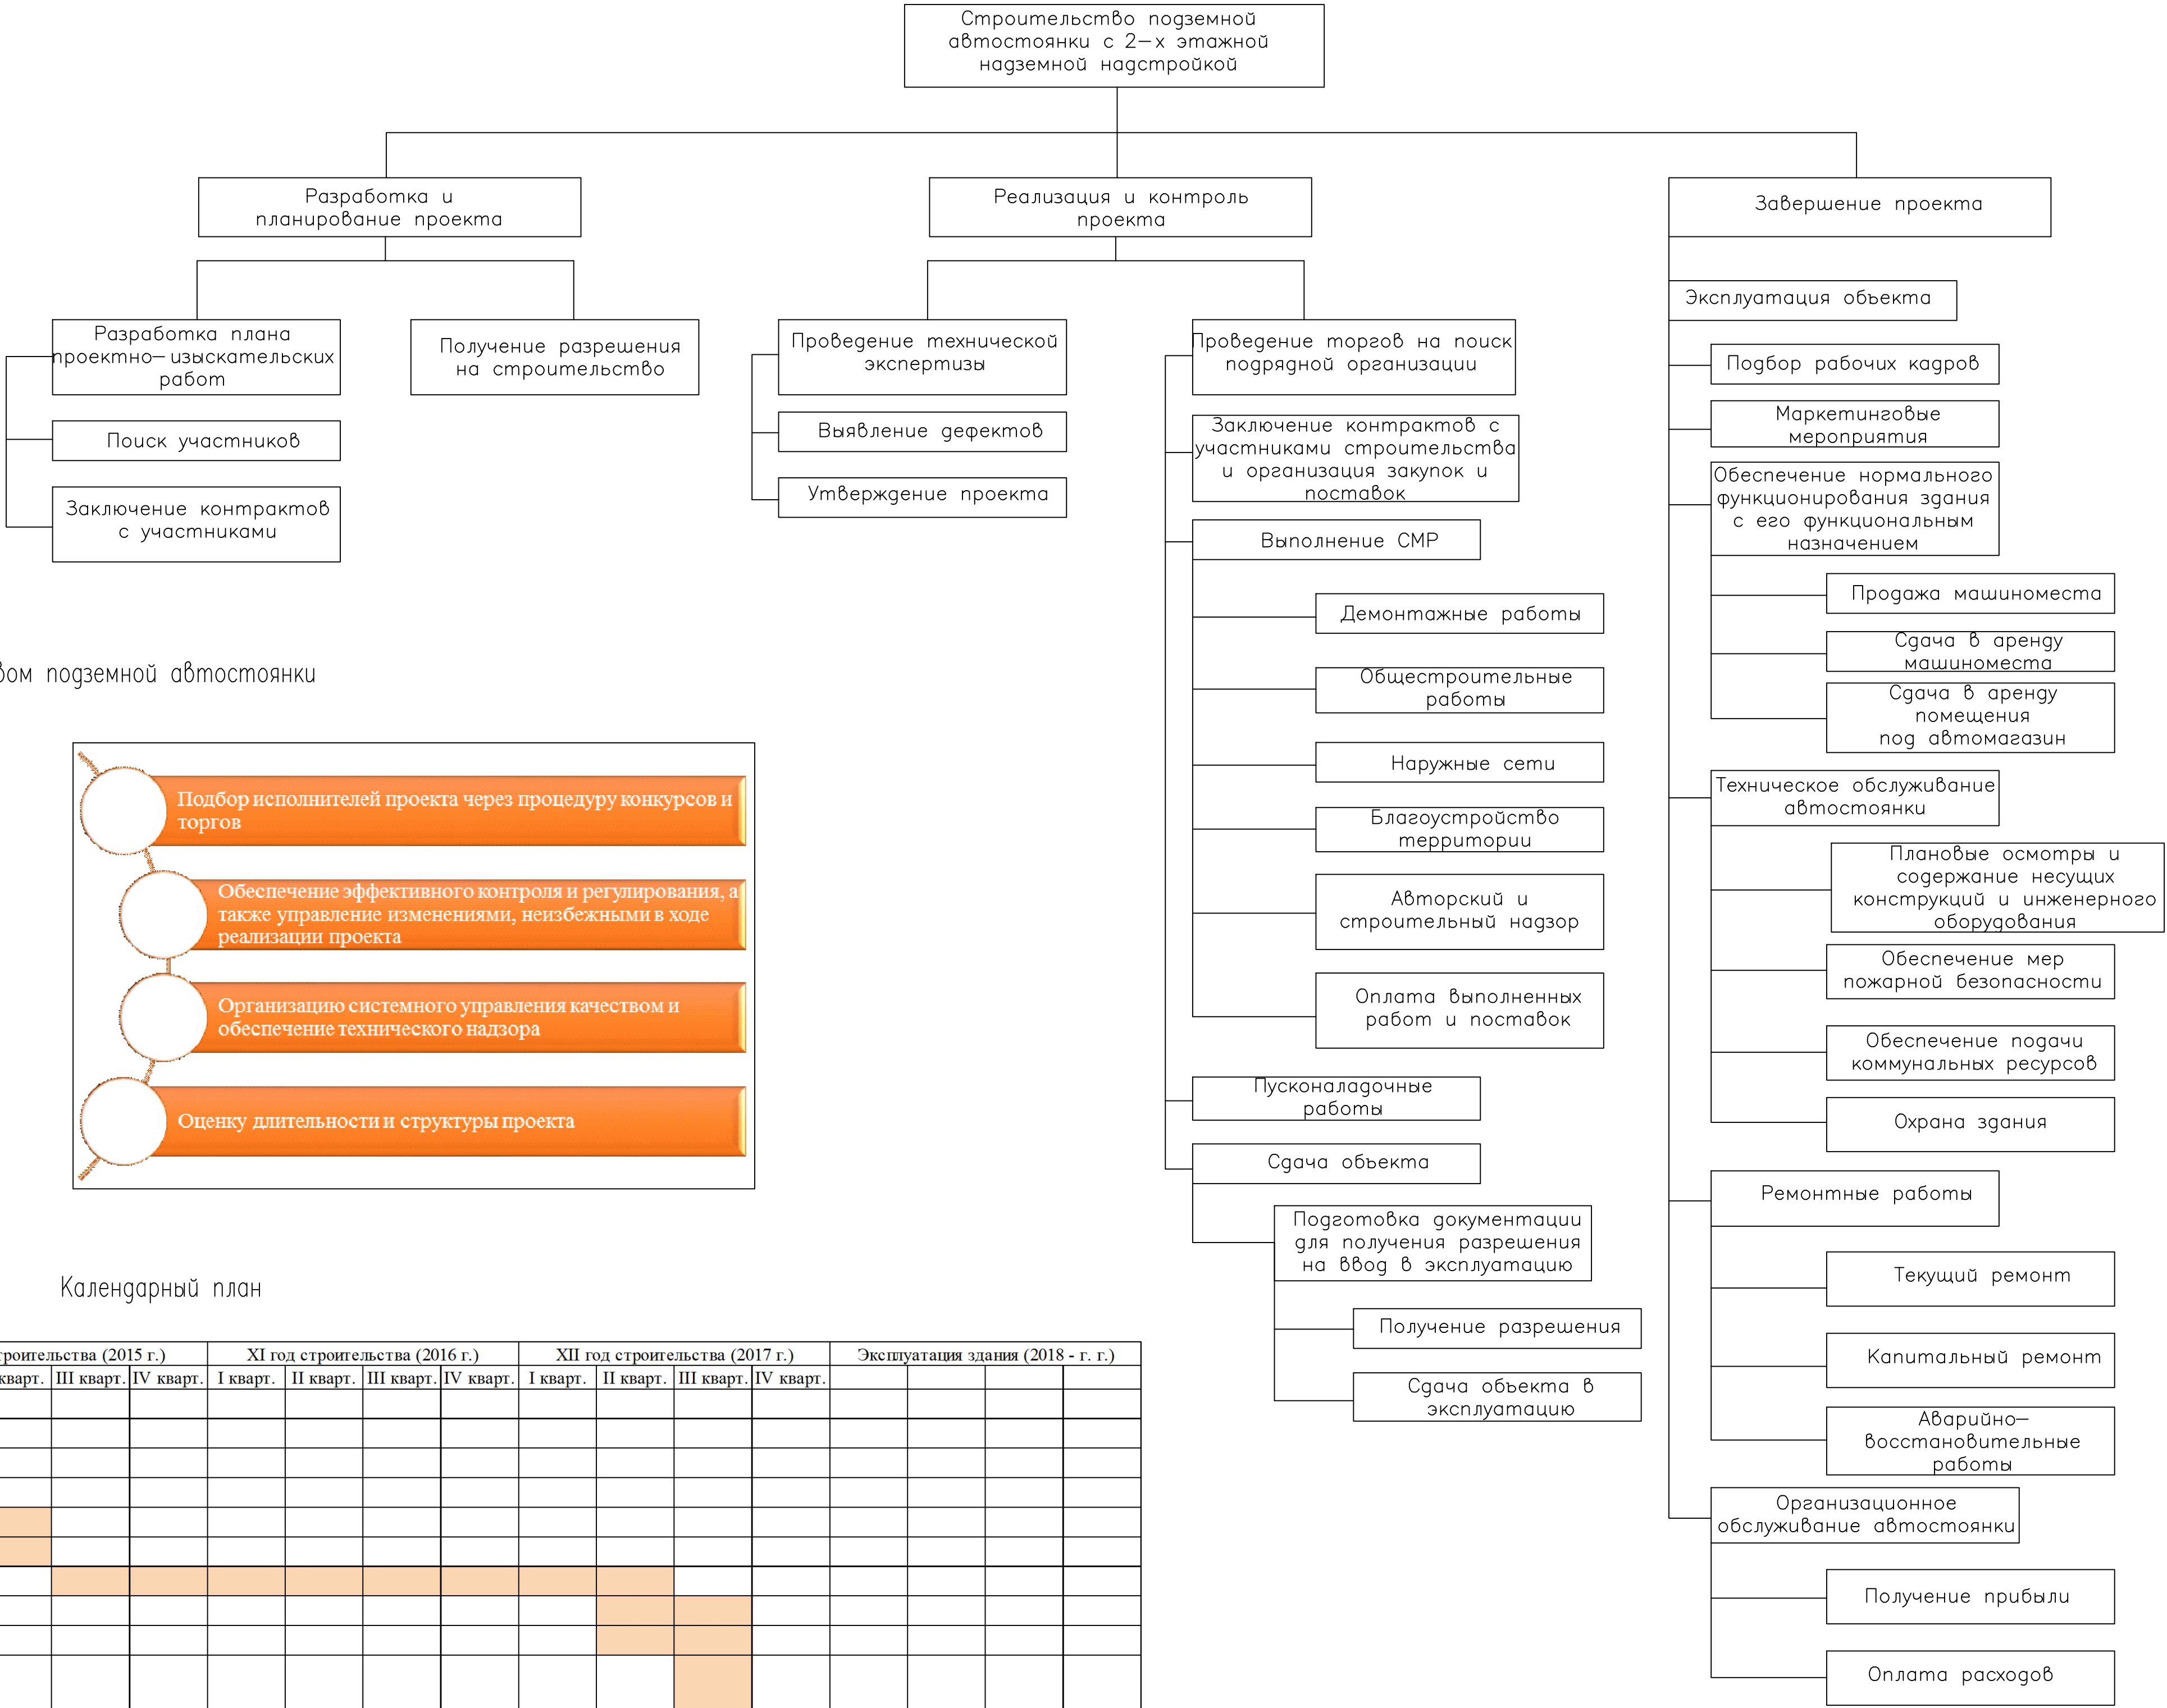 Строительство подземной
автостоянки с 2-х этажной
надземной надстройкой
Разработка и
планирование проекта
Реализация и контроль
проекта
Завершение проекта
Разработка плана
проектно-изыскательских
работ
Поиск участников
Заключение контрактов
с участниками
Получение разрешения
на строительство
Проведение технической
экспертизы
Выявление дефектов
Утверждение проекта
Проведение торгов на поиск
подрядной организации
Заключение контрактов с
участниками строительства
и организация закупок и
поставок
Выполнение СМР
Демонтажные работы
Общестроительные
работы
Наружные сети
Благоустройство
территории
Авторский и
строительный надзор
Оплата выполненных
работ и поставок
Пусконаладочные
работы
Сдача объекта
Подготовка документации
для получения разрешения
на ввод в эксплуатацию
Получение разрешения
Сдача объекта в
эксплуатацию
Эксплуатация объекта
Подбор рабочих кадров
Маркетинговые
мероприятия
Обеспечение нормального
функционирования здания
с его функциональным
назначением
Продажа машиноместа
Сдача в аренду
машиноместа
Сдача в аренду
помещения
под автомагазин
Техническое обслуживание
автостоянки
Плановые осмотры и
содержание несущих
конструкций и инженерного
оборудования
Обеспечение мер
пожарной безопасности
Обеспечение подачи
коммунальных ресурсов
Охрана здания
Ремонтные работы
Текущий ремонт
Капитальный ремонт
Аварийно-
восстановительные
работы
Организационное
обслуживание автостоянки
Получение прибыли
Оплата расходов
вом подземной автостоянки
Подбор исполнителей проекта через процедуру конкурсов и
торгов
Обеспечение эффективного контроля и регулирования, а
также управление изменениями, неизбежными в ходе
реализации проекта
Организацию системного управления качеством и
обеспечение технического надзора
Оценку длительности и структуры проекта
Календарный план
троительства (2015 г.) XI год строительства (2016 г.) XII год строительства (2017 г.) Эксплуатация здания (2018 - г. г.)
кварт. III кварт. IV кварт. I кварт. II кварт. III кварт. IV кварт. I кварт. II кварт. III кварт. IV кварт.